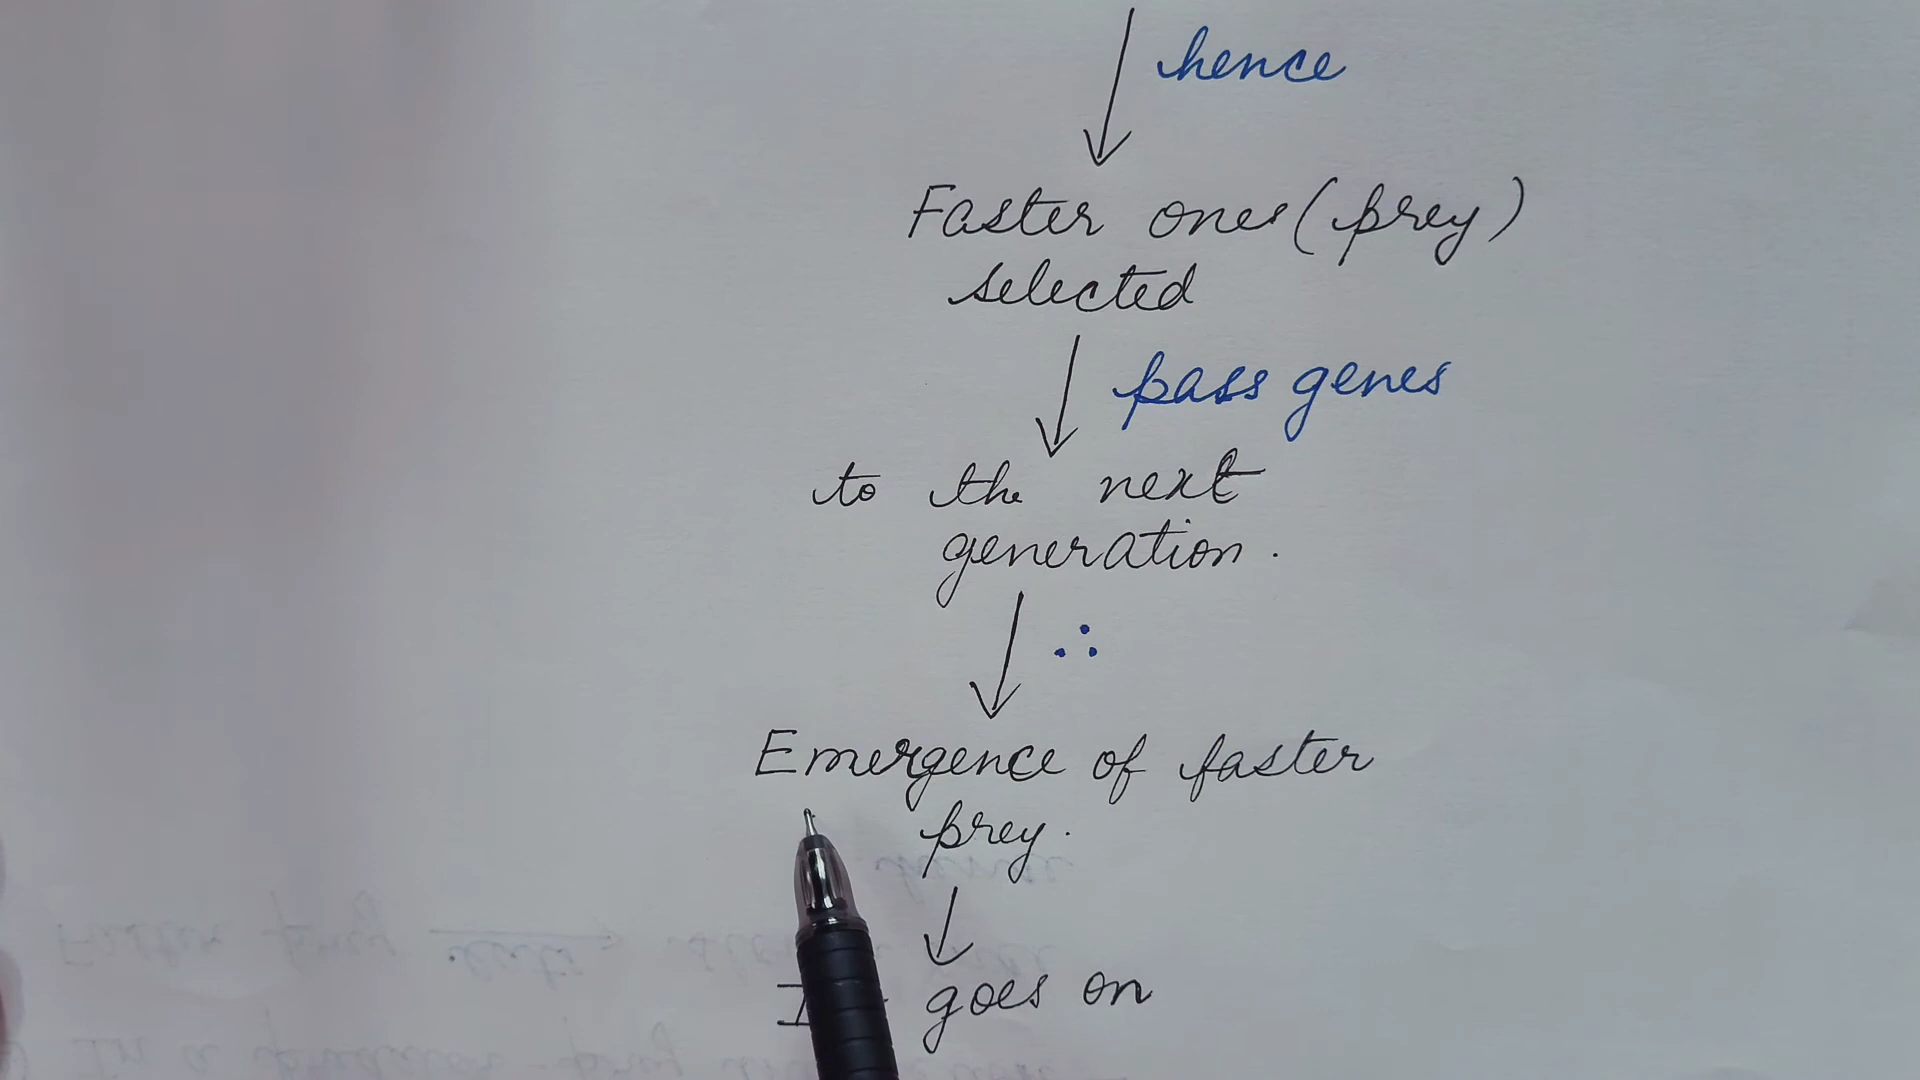 hence
Faster ones (prey)
selected
pass genes
to the next
generation.
∴
Emergence of faster
prey.
goes on